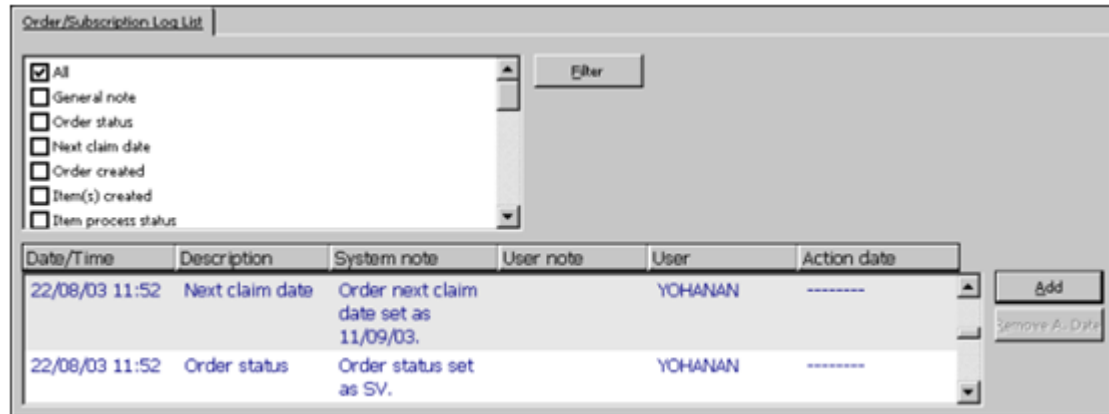 Order/Subscription Log List
All
Filter
General note
Order status
Next claim date
Order created
Item(s) created
Item process status
Date/Time Description System note User note User Action date
22/08/03 11:52 Next claim date Order next claim YOHANAN --------
date set as
11/09/03.
Add
Remove A. Date
22/08/03 11:52 Order status Order status set YOHANAN --------
as SV.